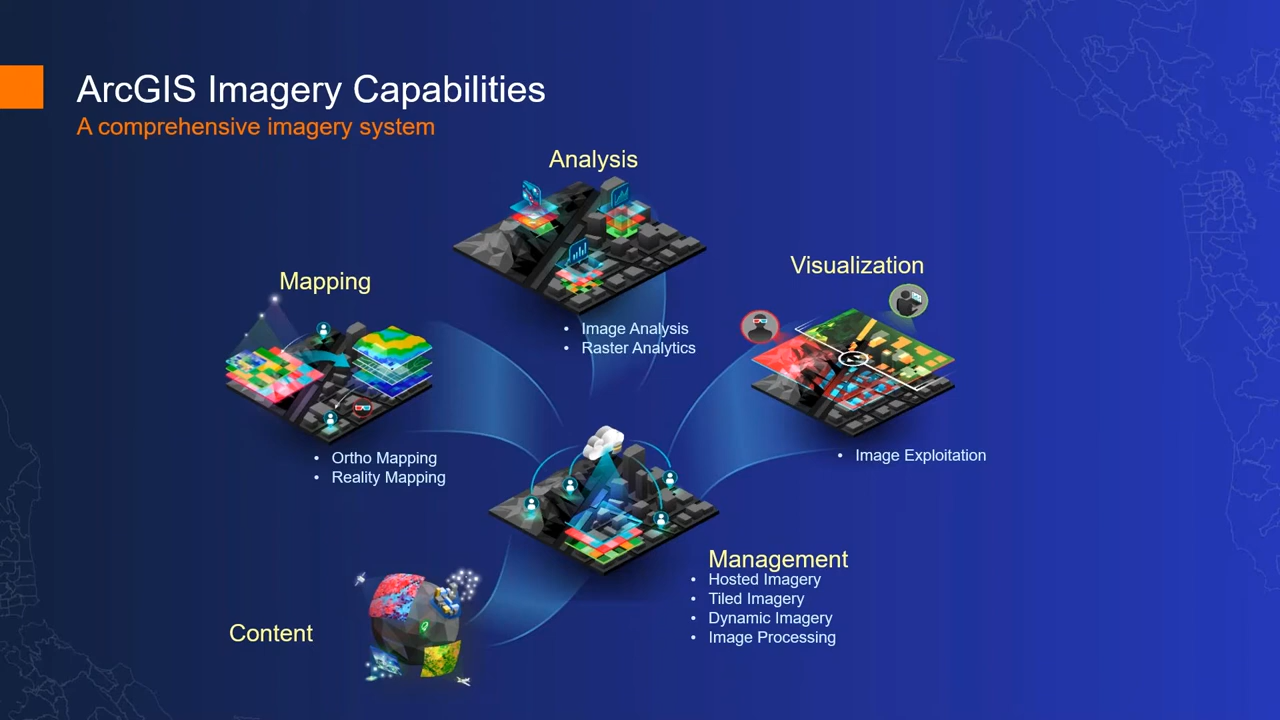 ArcGIS Imagery Capabilities
A comprehensive imagery system
Analysis
• Image Analysis
• Raster Analytics
Mapping
• Ortho Mapping
• Reality Mapping
Visualization
• Image Exploitation
Management
• Hosted Imagery
• Tiled Imagery
• Dynamic Imagery
• Image Processing
Content